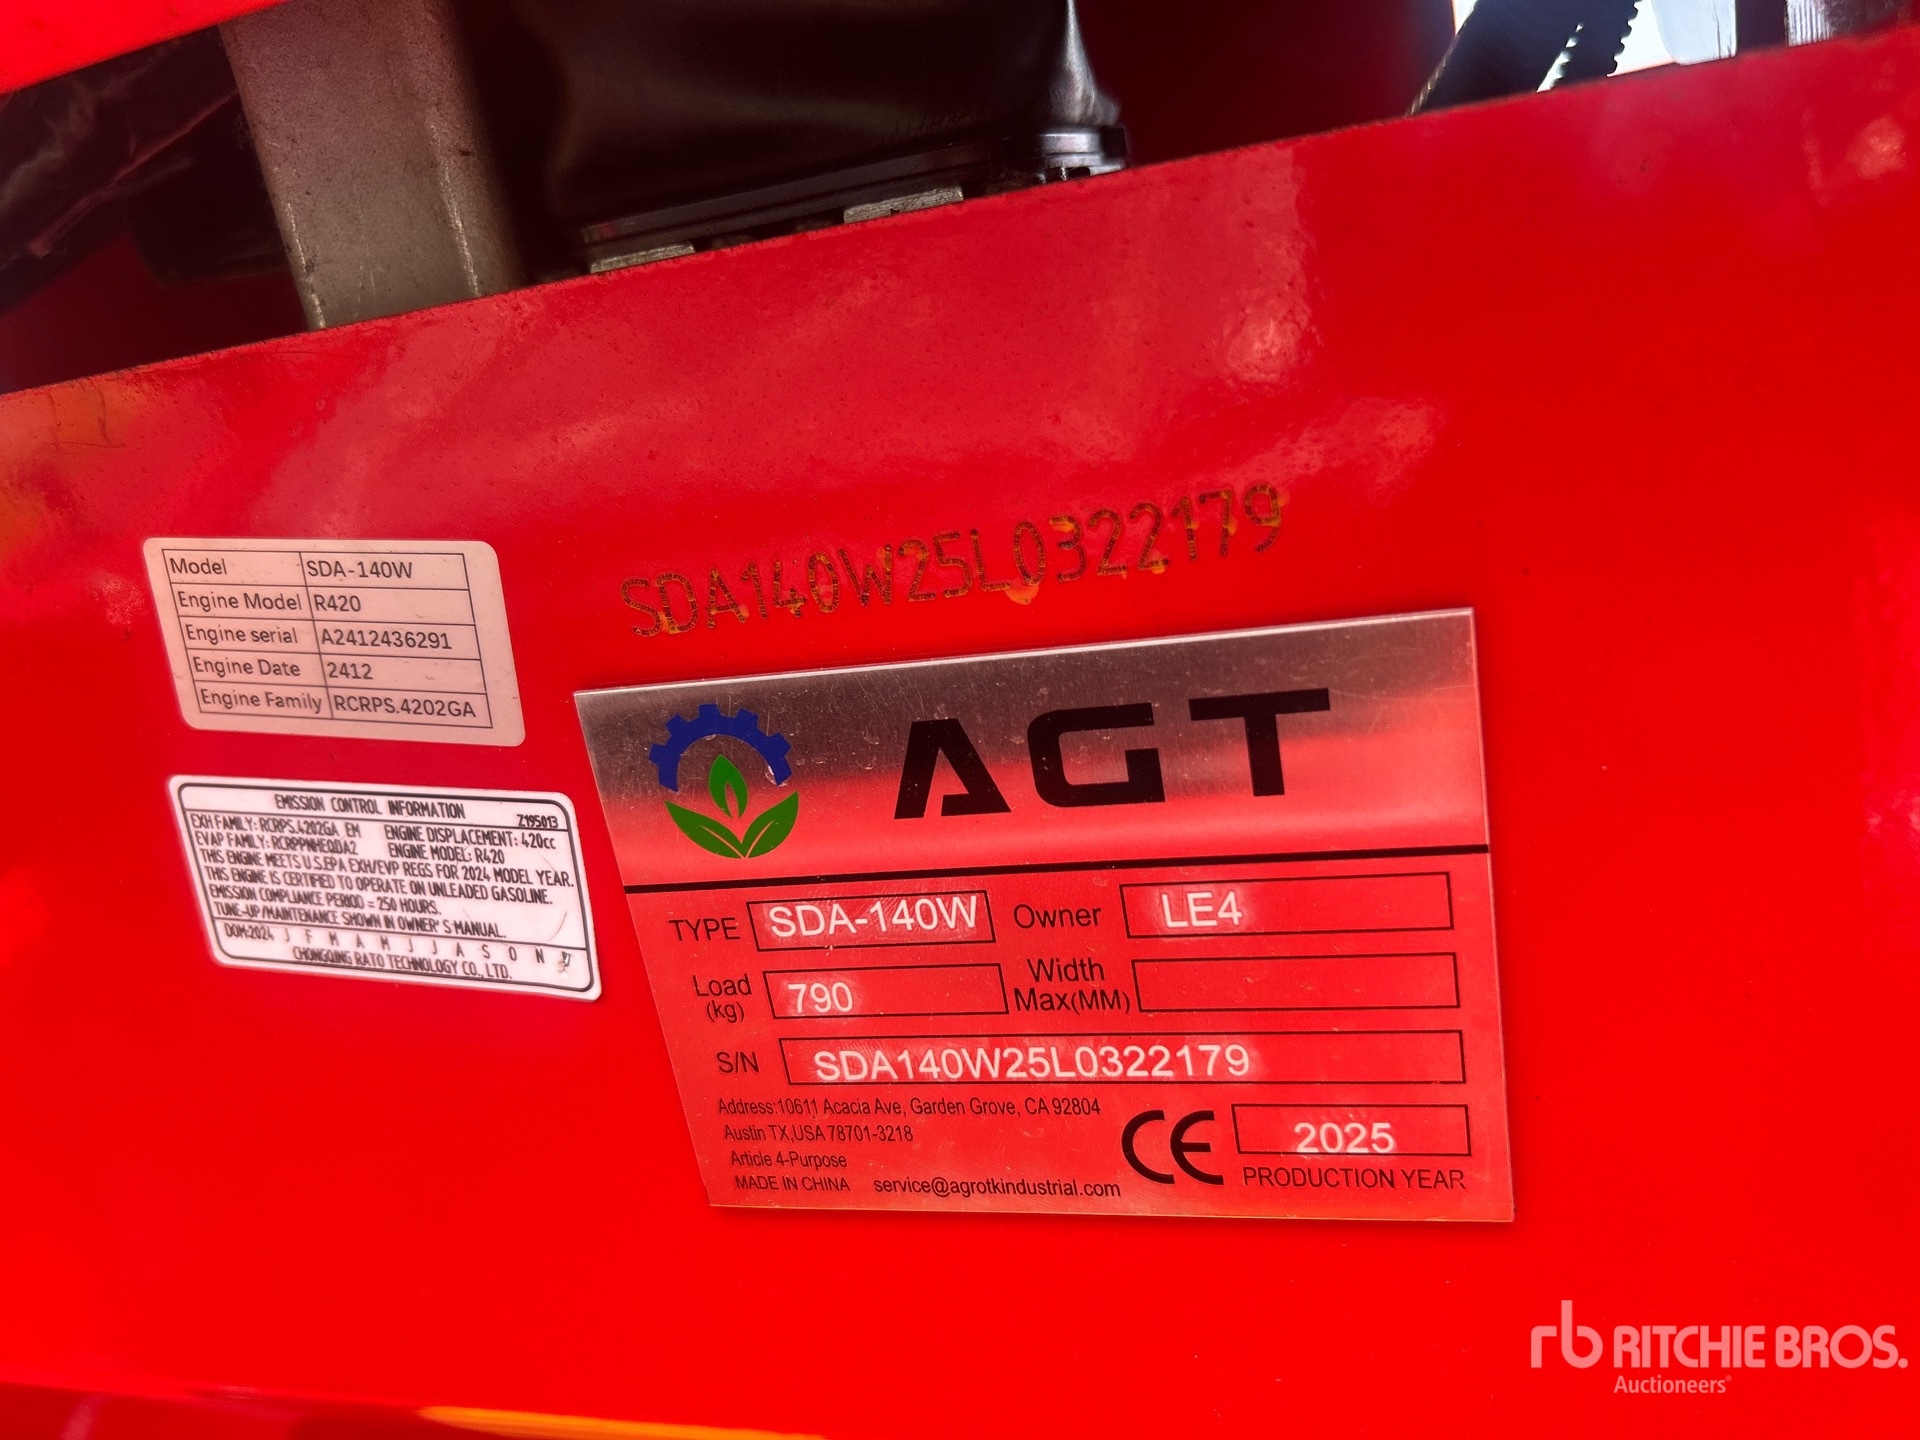 SDA140W25L0322179
Model SDA-140W
Engine Model R420
Engine serial A2412436291
Engine Date 2412
Engine Family RCRPS.4202GA
EMISSION CONTROL INFORMATION Z195013
EXH FAMILY: RCRPS.4202GA EM ENGINE DISPLACEMENT: 420cc
EVAP FAMILY: RCRPPNHEQDA2 ENGINE MODEL: R420
THIS ENGINE MEETS U.S.EPA EXH/EVP REGS FOR 2024 MODEL YEAR.
THIS ENGINE IS CERTIFIED TO OPERATE ON UNLEADED GASOLINE.
EMISSION COMPLIANCE PERIOD = 250 HOURS.
TUNE-UP/MAINTENANCE SHOWN IN OWNER'S MANUAL.
DOM:2024 J F M A M J J A S O N
CHONGQING RATO TECHNOLOGY CO., LTD.
AGT
TYPE SDA-140W Owner LE4
Load (kg) 790 Width Max(MM)
S/N SDA140W25L0322179
Address:10611 Acacia Ave, Garden Grove, CA 92804
Austin TX,USA 78701-3218
Article 4-Purpose
MADE IN CHINA service@agrotkindustrial.com
CE 2025
PRODUCTION YEAR
rb RITCHIE BROS.
Auctioneers